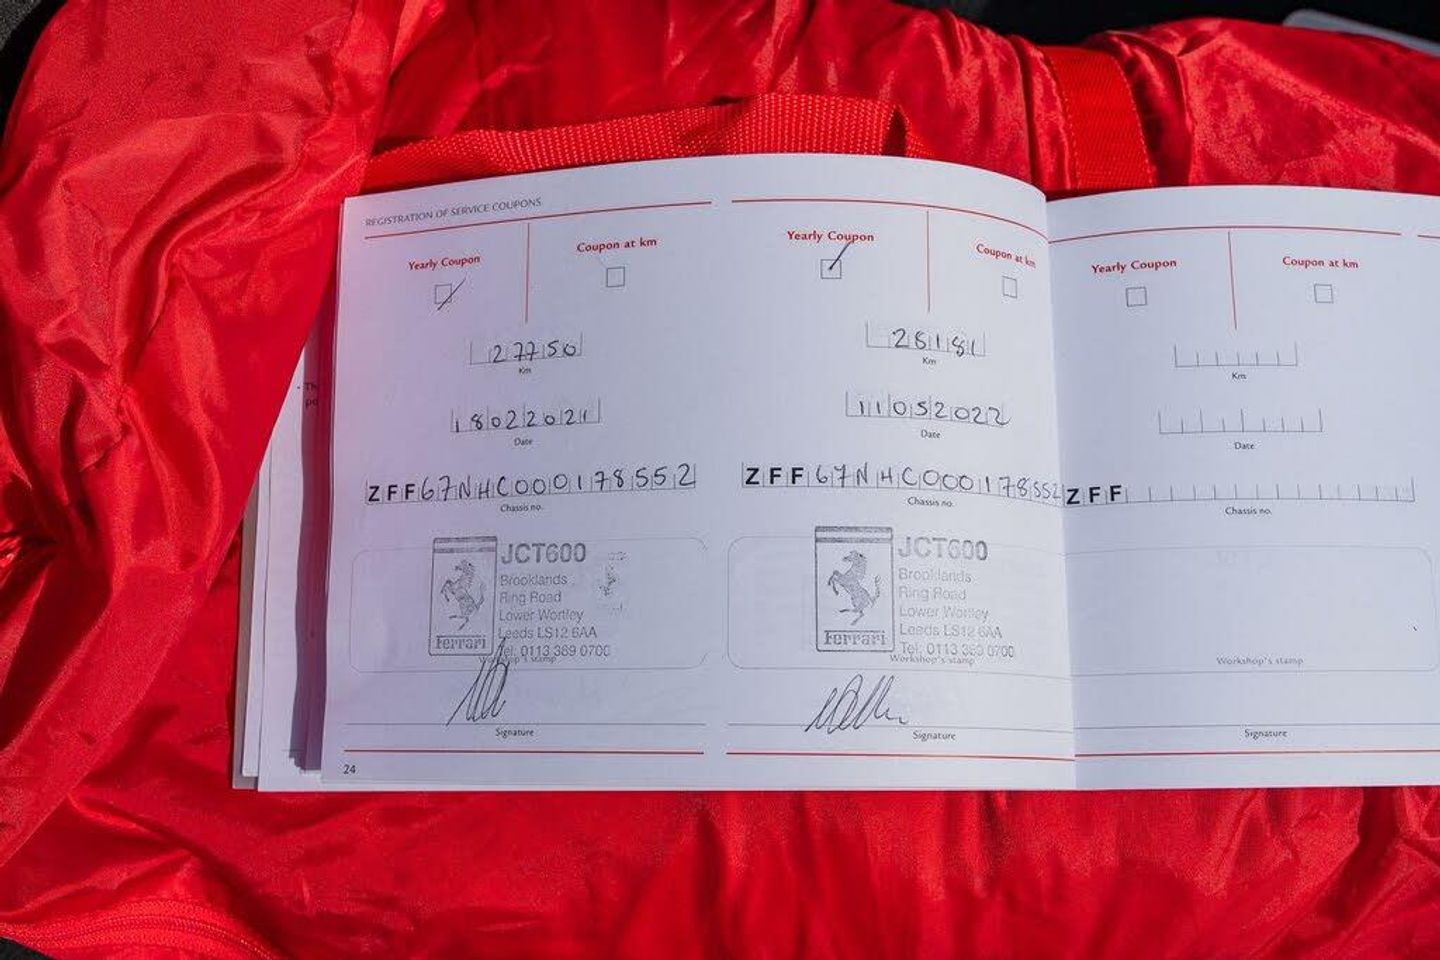 REGISTRATION OF SERVICE COUPONS
Yearly Coupon
Coupon at km
27750
Km
18022021
Date
ZFF67NHC000178552
Chassis no.
JCT600
Brooklands
Ring Road
Lower Wortley
Leeds LS12 6AA
Tel: 0113 389 0700
Ferrari
Workshop's stamp
Signature
24
Yearly Coupon
Coupon at km
28181
Km
11052022
Date
ZFF67NHC000178552
Chassis no.
JCT600
Brooklands
Ring Road
Lower Wortley
Leeds LS12 6AA
Tel: 0113 389 0700
Ferrari
Workshop's stamp
Signature
Yearly Coupon
Coupon at km
Km
Date
ZFF
Chassis no.
Workshop's stamp
Signature